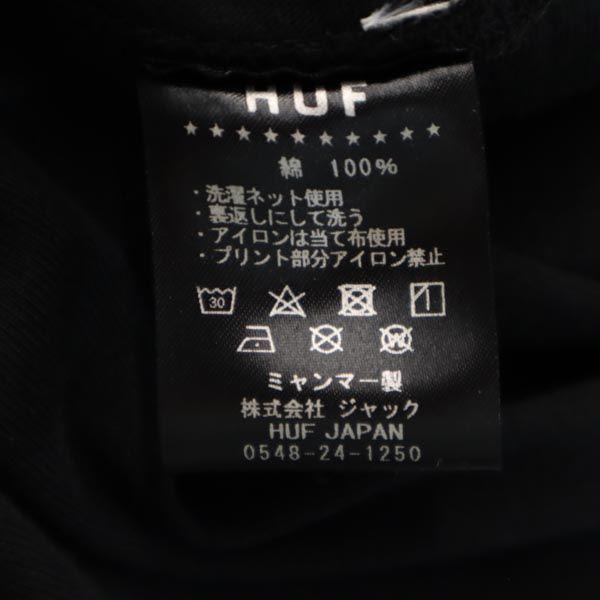 HUF
★★★★★★★★★★
綿 100%
・洗濯ネット使用
・裏返しにして洗う
・アイロンは当て布使用
・プリント部分アイロン禁止
30
W
ミャンマー製
株式会社 ジャック
HUF JAPAN
0548-24-1250